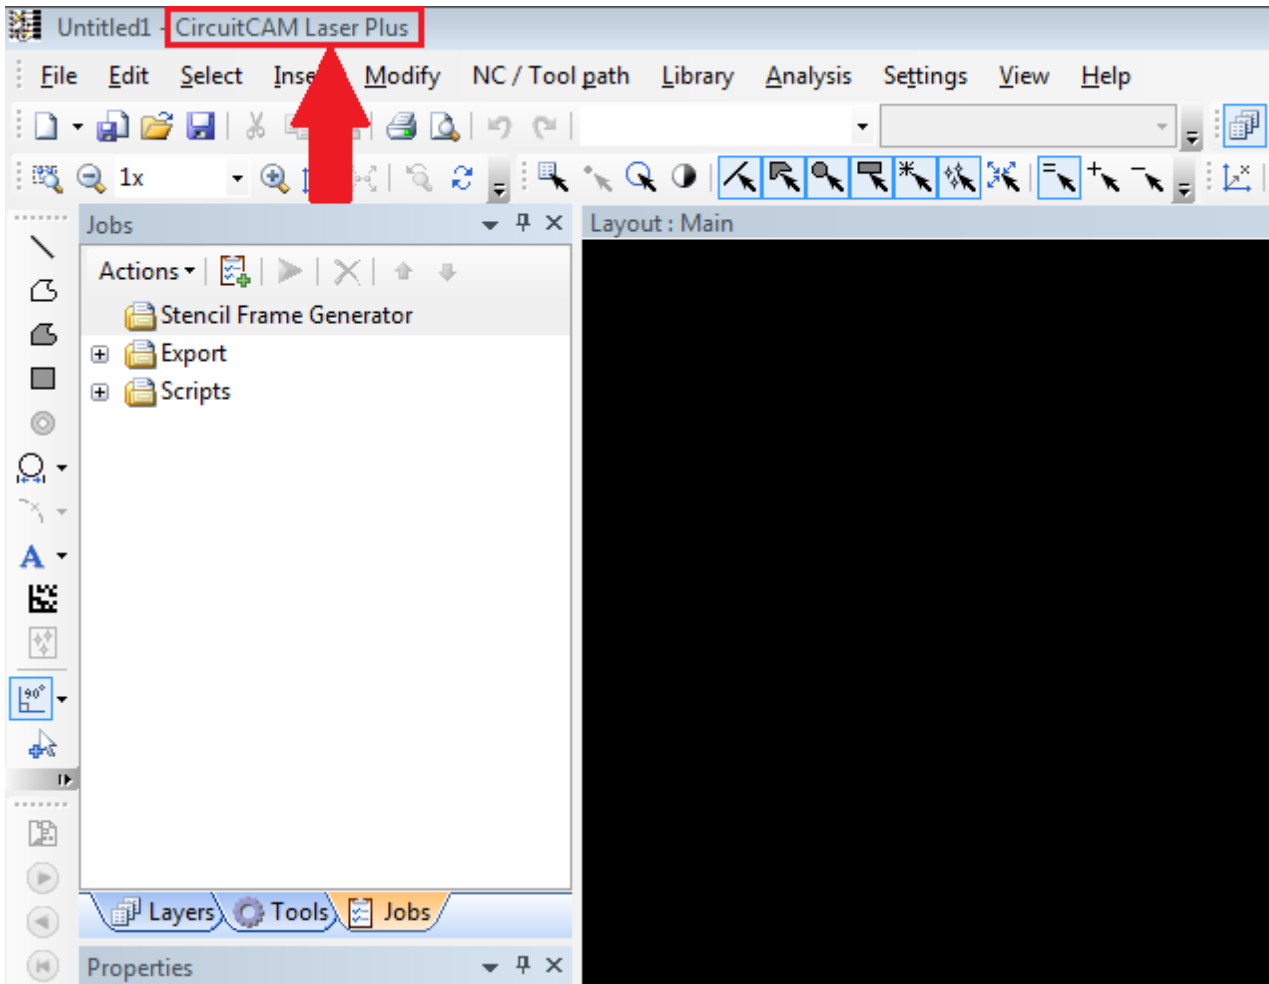 Untitled1 - CircuitCAM Laser Plus
File Edit Select Modify NC / Tool path Library Analysis Settings View Help
1x
Jobs
Layout : Main
Actions
Stencil Frame Generator
Export
Scripts
A
90°
Layers Tools Jobs
Properties